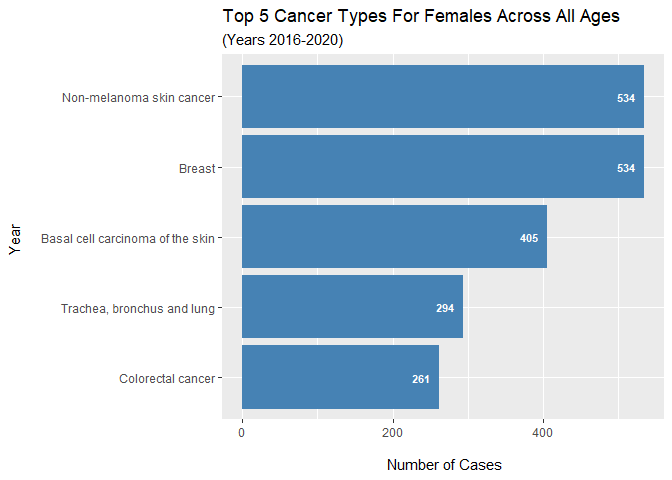 Top 5 Cancer Types For Females Across All Ages
(Years 2016-2020)
Non-melanoma skin cancer
534
Breast
534
Basal cell carcinoma of the skin
405
Trachea, bronchus and lung
294
Colorectal cancer
261
Year
0 200 400
Number of Cases